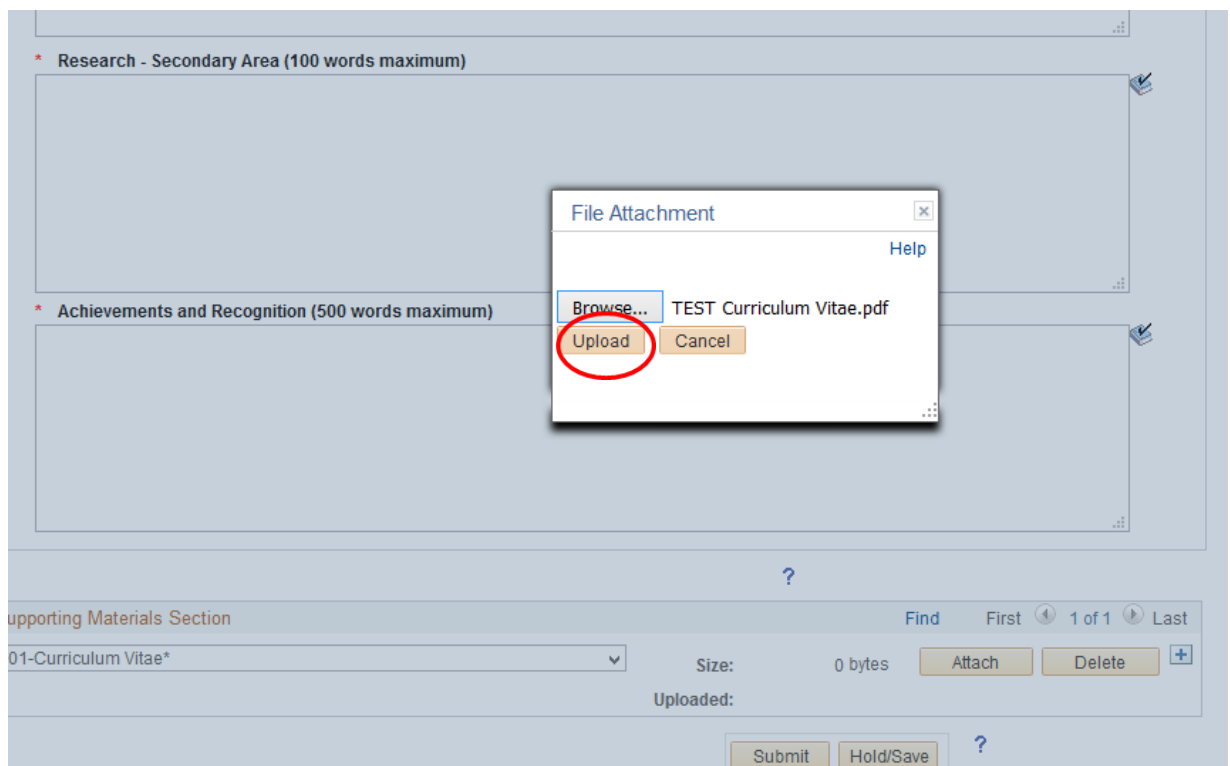 * Research - Secondary Area (100 words maximum)
File Attachment
Help
Browse... TEST Curriculum Vitae.pdf
* Achievements and Recognition (500 words maximum)
Upload Cancel
?
upporting Materials Section Find First 1 of 1 Last
01-Curriculum Vitae* Size: 0 bytes Attach Delete +
Uploaded:
Submit Hold/Save ?